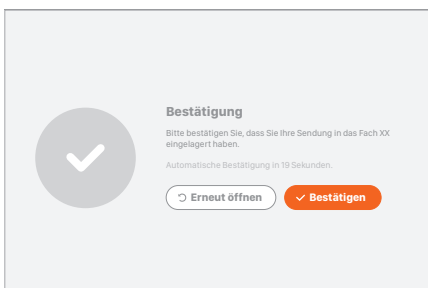 Bestätigung
Bitte bestätigen Sie, dass Sie Ihre Sendung in das Fach XX
eingelagert haben.
Automatische Bestätigung in 19 Sekunden.
Erneut öffnen
Bestätigen